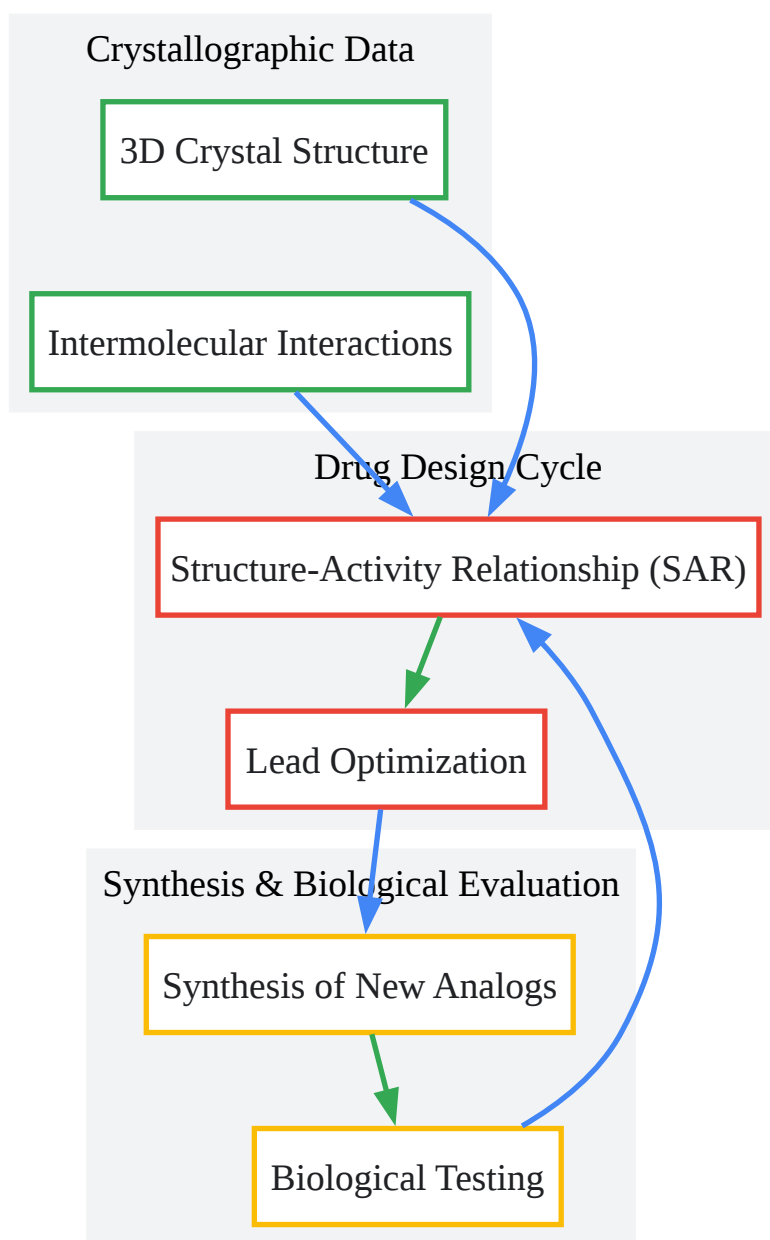 Crystallographic Data
3D Crystal Structure
Intermolecular Interactions
Drug Design Cycle
Structure-Activity Relationship (SAR)
Lead Optimization
Synthesis & Biological Evaluation
Synthesis of New Analogs
Biological Testing